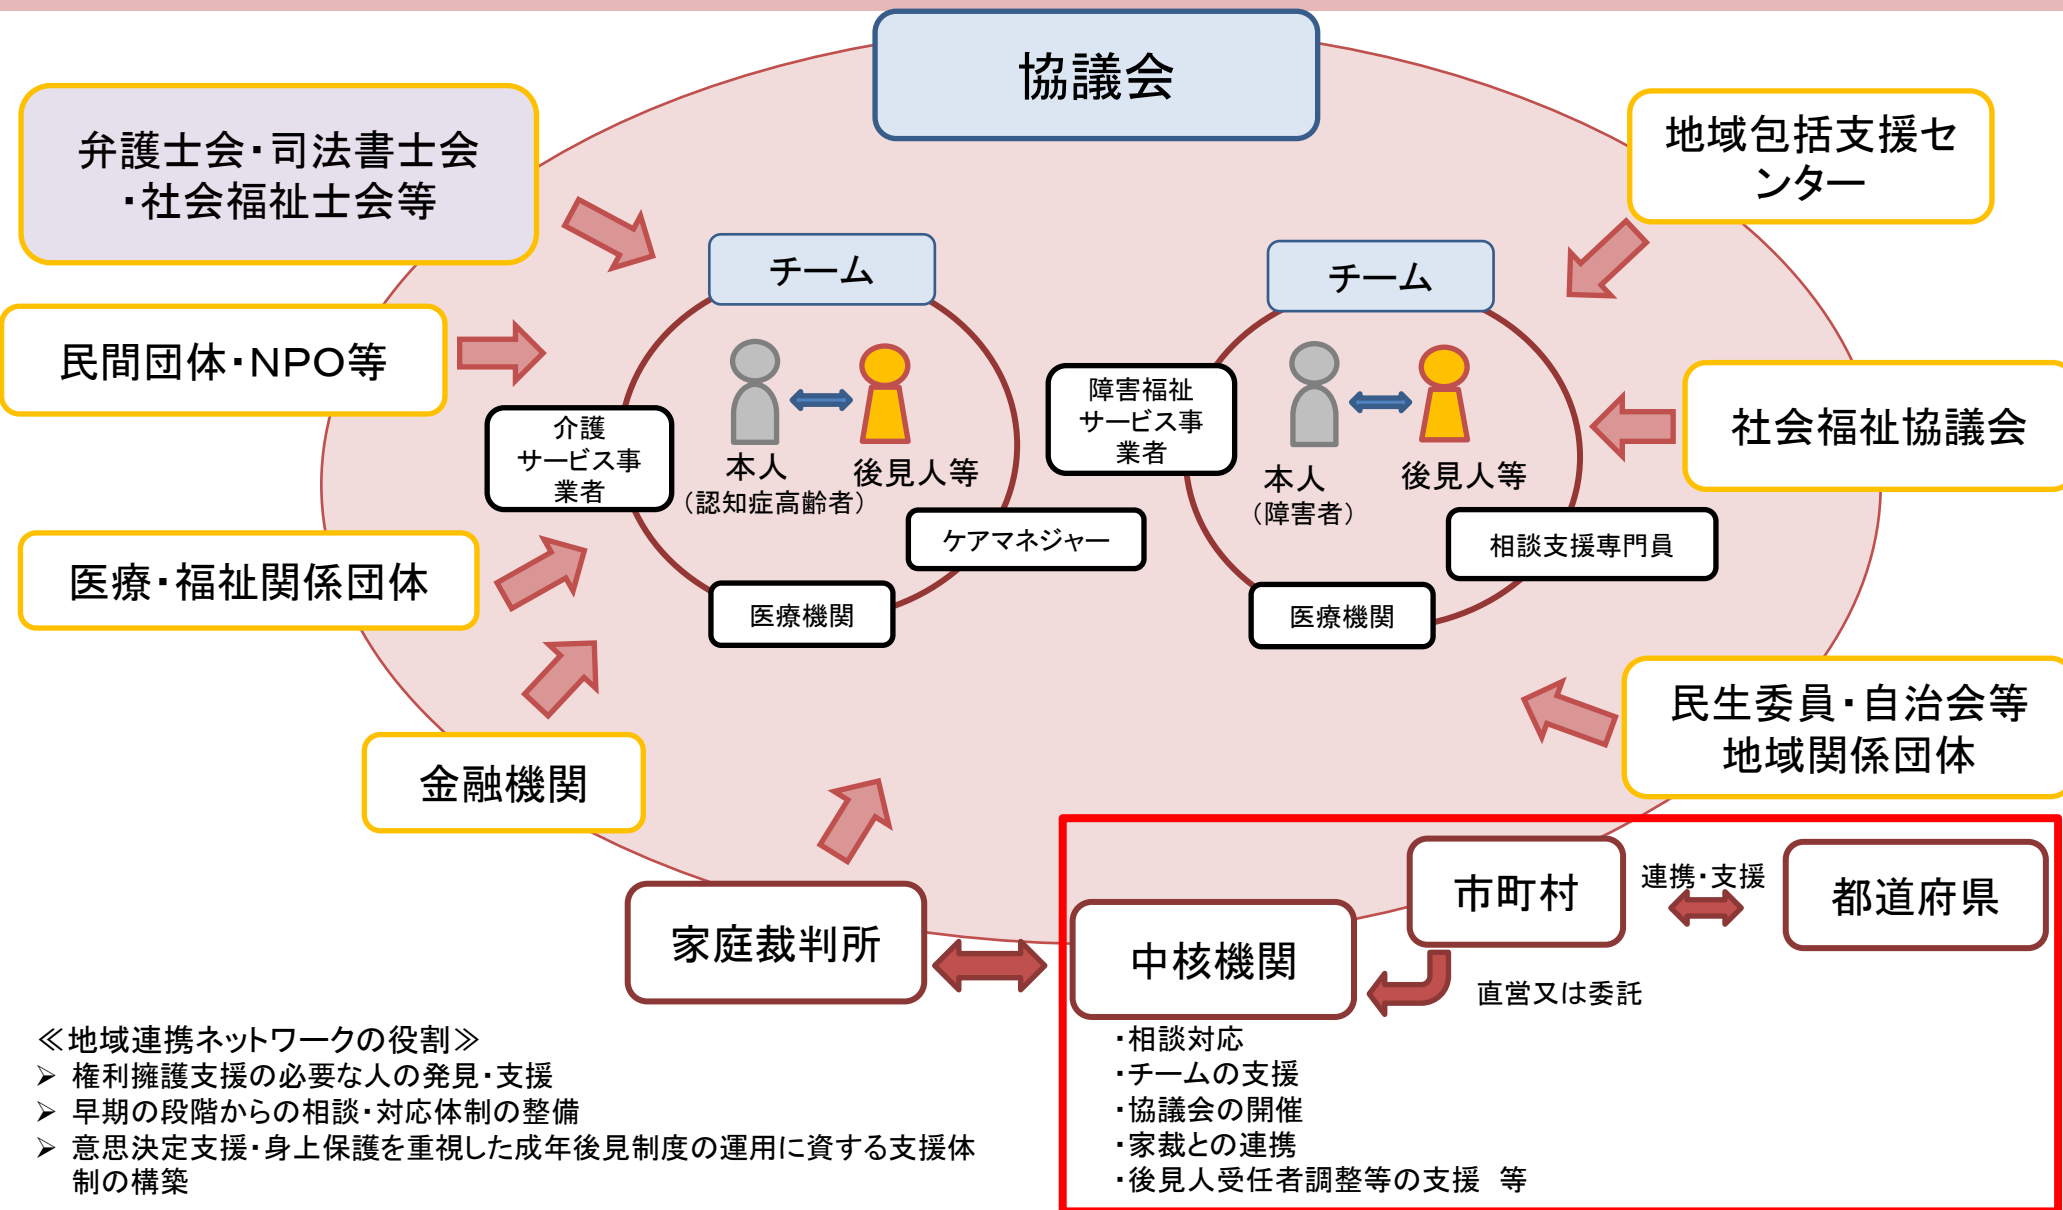 協議会
弁護士会・司法書士会
・社会福祉士会等
地域包括支援セ
ンター
チーム
チーム
民間団体・NPO等
障害福祉
サービス事
業者
社会福祉協議会
介護
サービス事
業者
本人
(認知症高齢者)
後見人等
本人
(障害者)
後見人等
ケアマネジャー
相談支援専門員
医療・福祉関係団体
医療機関
医療機関
民生委員・自治会等
地域関係団体
金融機関
市町村
連携・支援
都道府県
家庭裁判所
中核機関
直営又は委託
≪地域連携ネットワークの役割≫
➢ 権利擁護支援の必要な人の発見・支援
➢ 早期の段階からの相談・対応体制の整備
➢ 意思決定支援・身上保護を重視した成年後見制度の運用に資する支援体
制の構築
・相談対応
・チームの支援
・協議会の開催
・家裁との連携
・後見人受任者調整等の支援 等